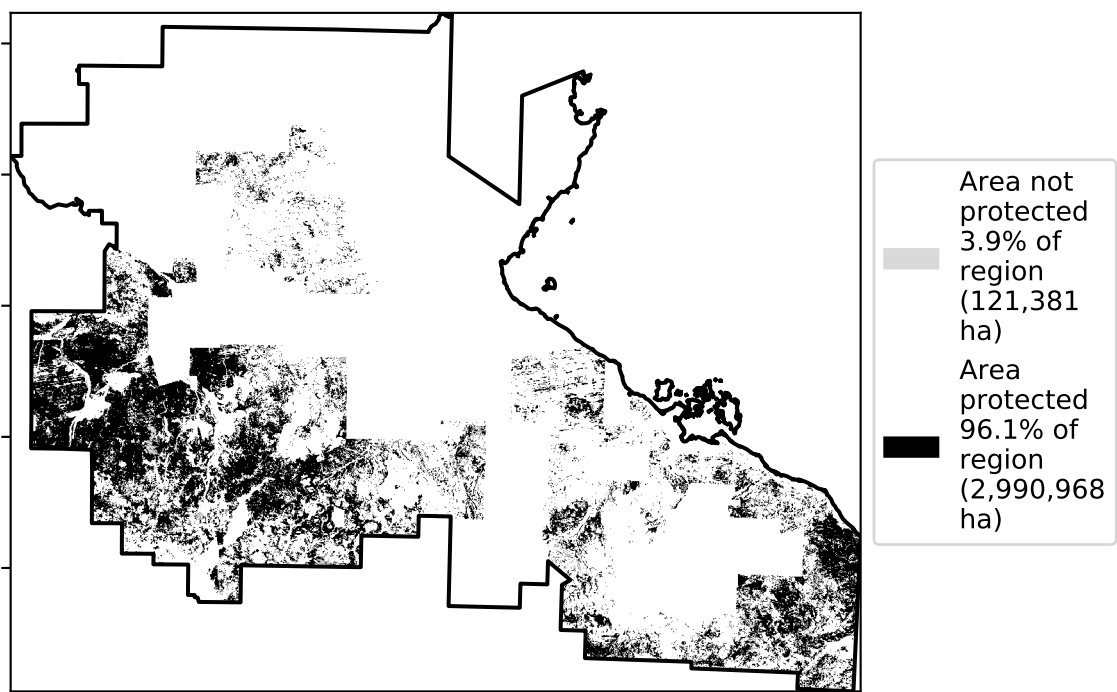 Area not
protected
3.9% of
region
(121,381
ha)
Area
protected
96.1% of
region
(2,990,968
ha)